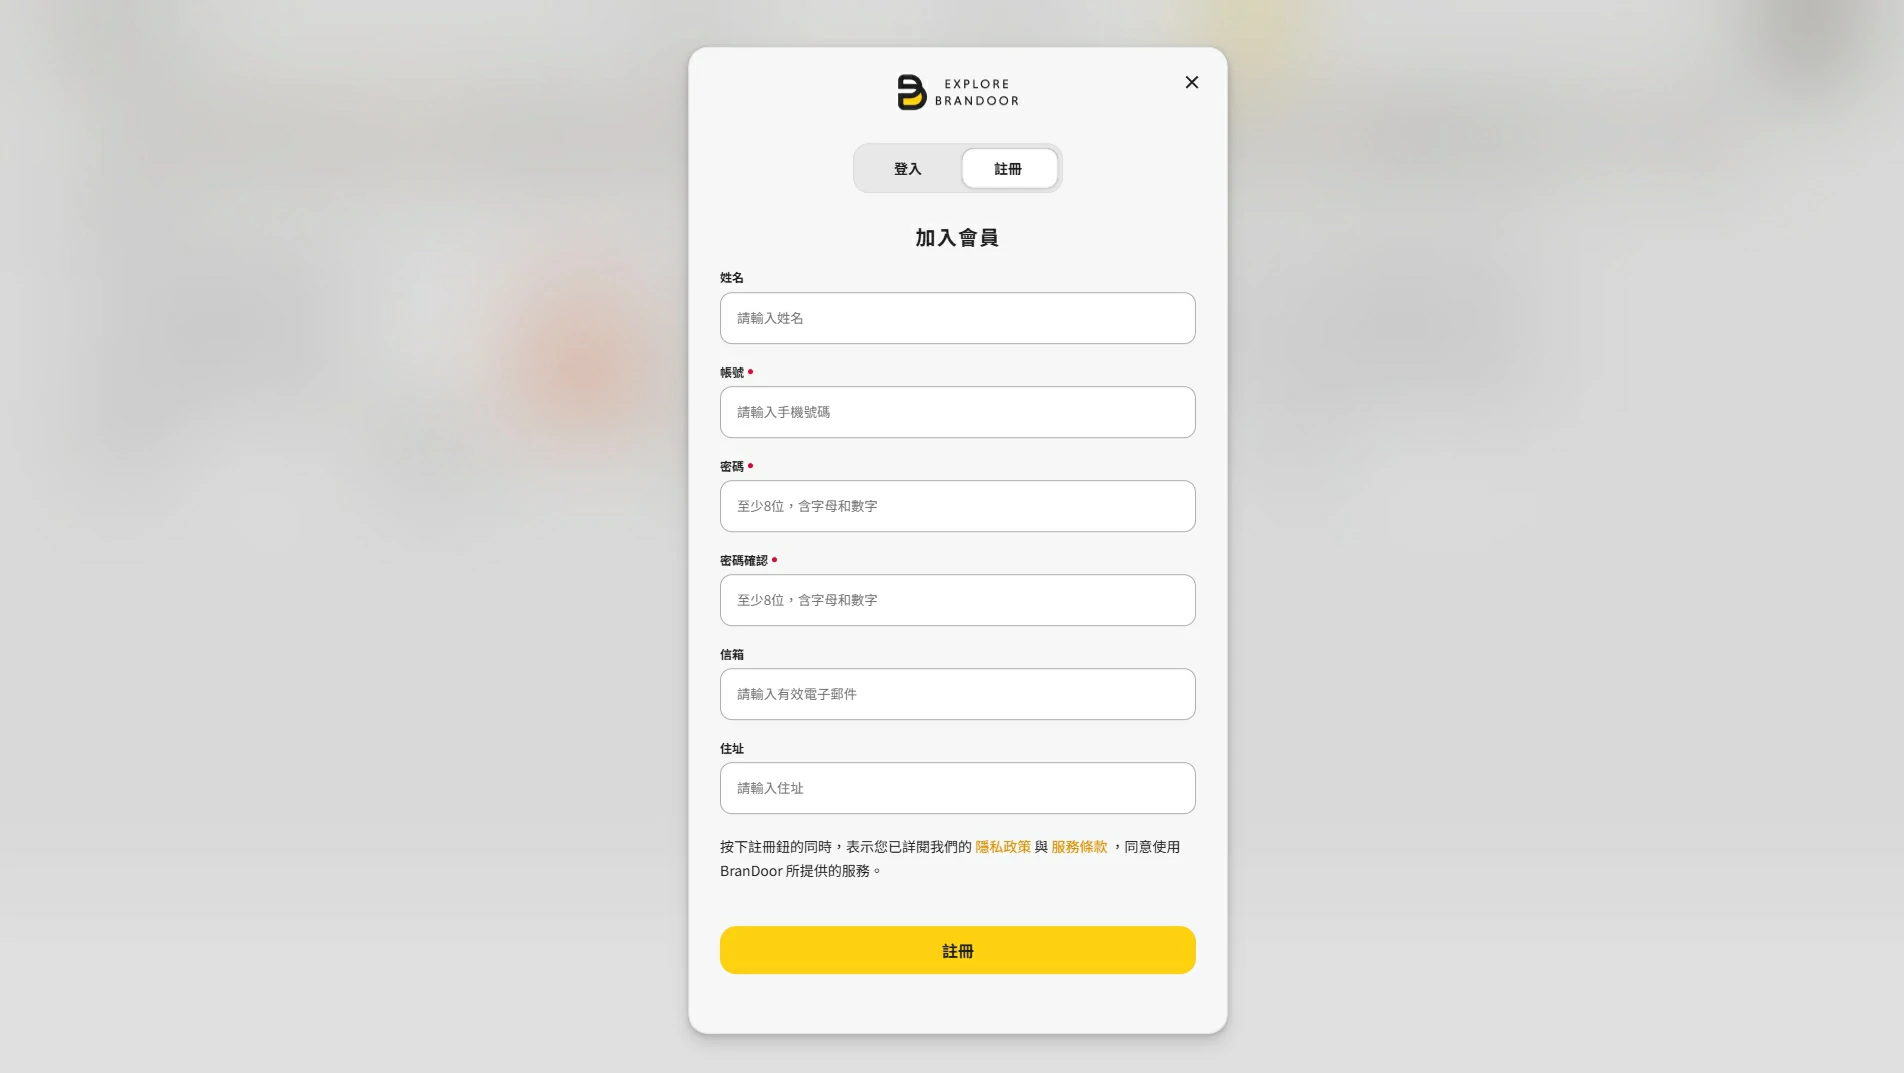 EXPLORE
BRANDOOR
登入
註冊
加入會員
姓名
請輸入姓名
帳號
請輸入手機號碼
密碼
至少8位，含字母和數字
密碼確認
至少8位，含字母和數字
信箱
請輸入有效電子郵件
住址
請輸入住址
按下註冊鈕的同時，表示您已詳閱我們的 隱私政策 與 服務條款 ，同意使用
BranDoor 所提供的服務。
註冊